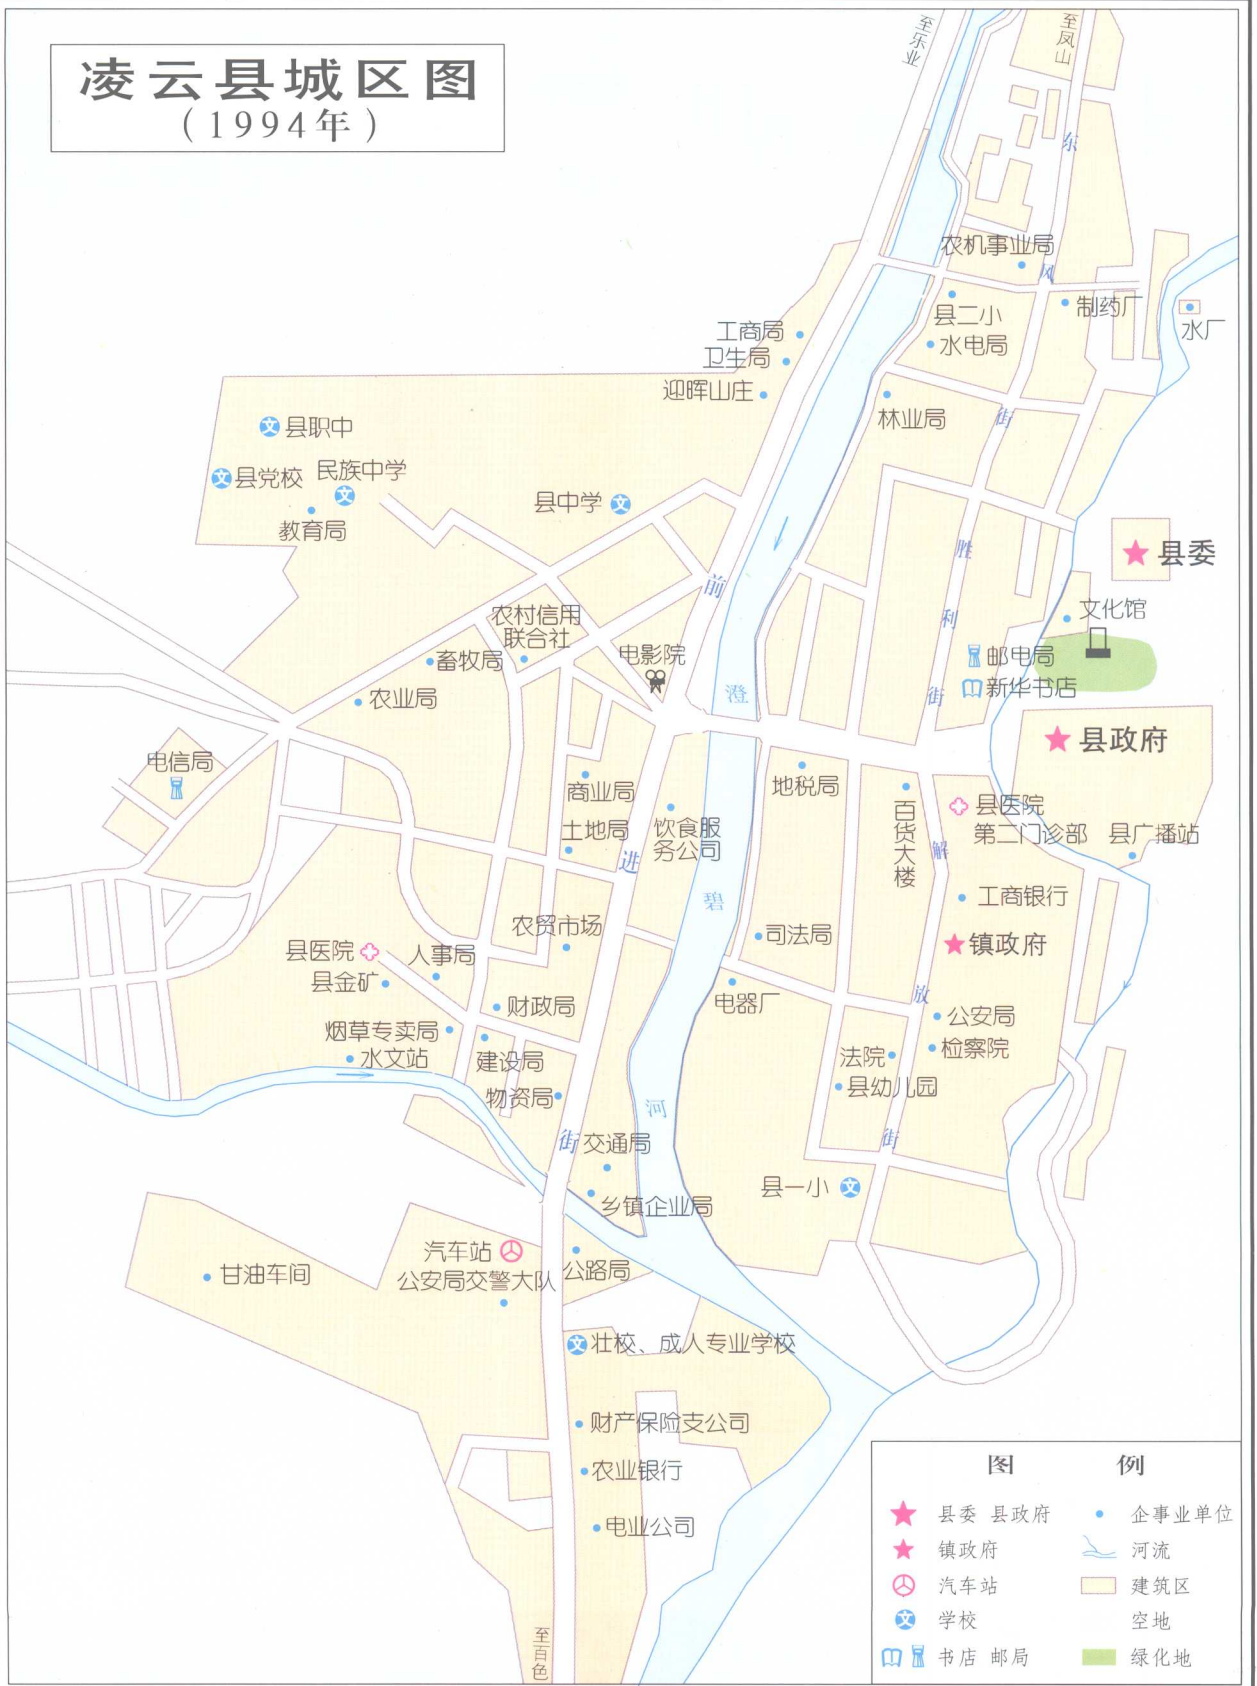 凌云县城区图
(1994年)
至乐业
至凤山
东
农机事业局
风
制药厂
水厂
县二小
水电局
工商局
卫生局
迎晖山庄
林业局
街
县职中
县党校
民族中学
教育局
县中学
胜
县委
前
利
文化馆
农村信用
联合社
电影院
邮电局
畜牧局
新华书店
街
澄
农业局
县政府
电信局
商业局
地税局
百货大楼
县医院
第二门诊部
县广播站
土地局
饮食服
务公司
进
解
碧
工商银行
农贸市场
司法局
镇政府
县医院
人事局
县金矿
财政局
电器厂
放
公安局
烟草专卖局
水文站
建设局
法院
检察院
县幼儿园
物资局
河
街
交通局
街
县一小
乡镇企业局
汽车站
公安局交警大队
公路局
甘油车间
壮校、成人专业学校
财产保险支公司
农业银行
电业公司
至百色
图 例
县委 县政府
企事业单位
镇政府
河流
汽车站
建筑区
文 学校
空地
书店 邮局
绿化地